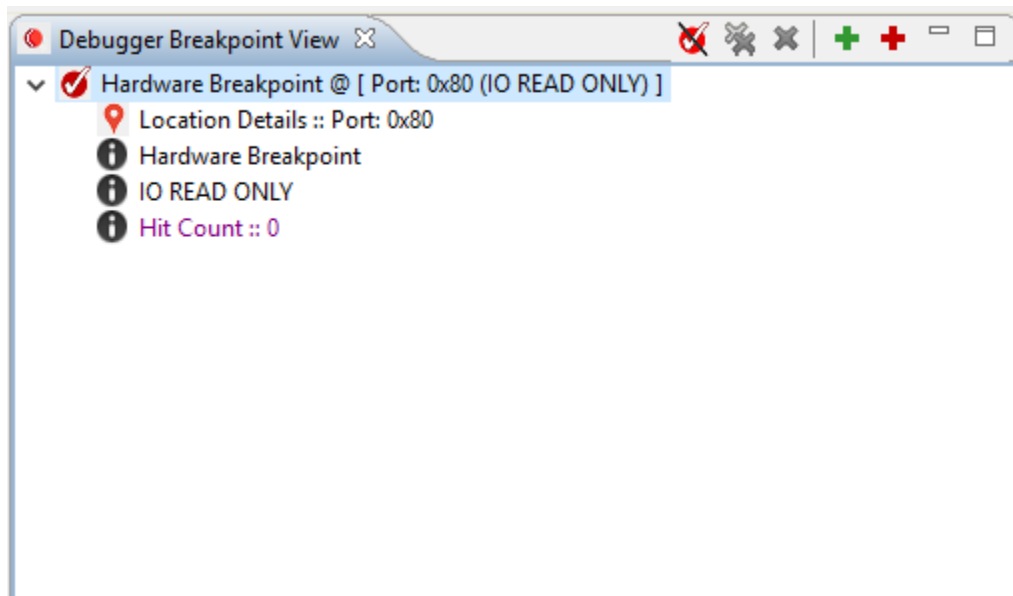 Debugger Breakpoint View
Hardware Breakpoint @ [ Port: 0x80 (IO READ ONLY) ]
Location Details :: Port: 0x80
Hardware Breakpoint
IO READ ONLY
Hit Count :: 0